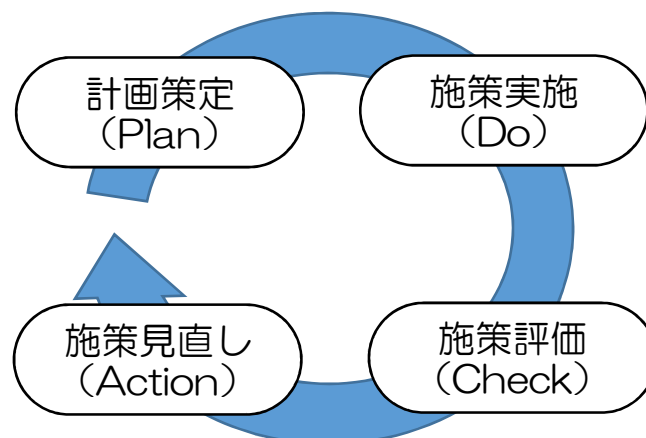 計画策定
（Plan）
施策実施
（Do）
施策評価
（Check）
施策見直し
（Action）